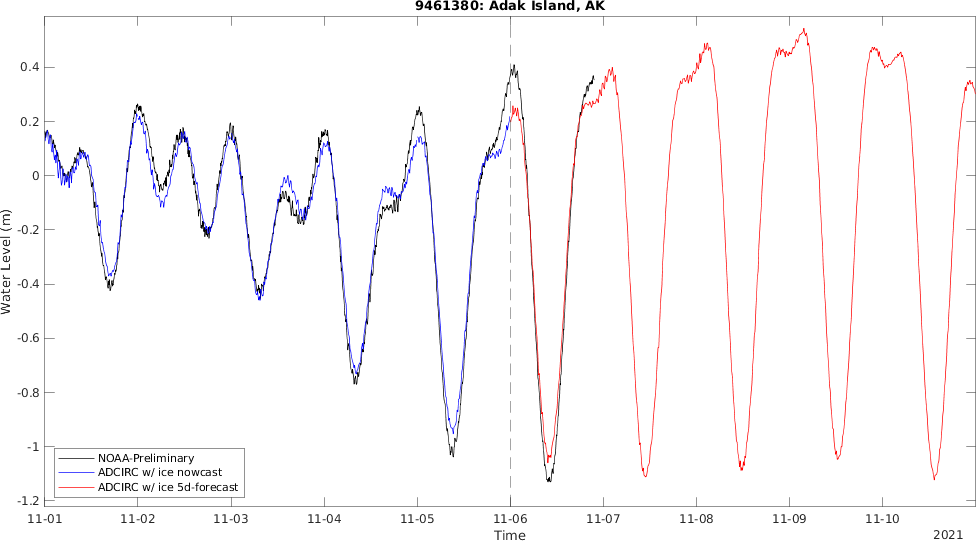 9461380: Adak Island, AK
Water Level (m)
0.4
0.2
0
-0.2
-0.4
-0.6
-0.8
-1
-1.2
NOAA-Preliminary
ADCIRC w/ ice nowcast
ADCIRC w/ ice 5d-forecast
11-01 11-02 11-03 11-04 11-05 11-06 11-07 11-08 11-09 11-10
Time
2021